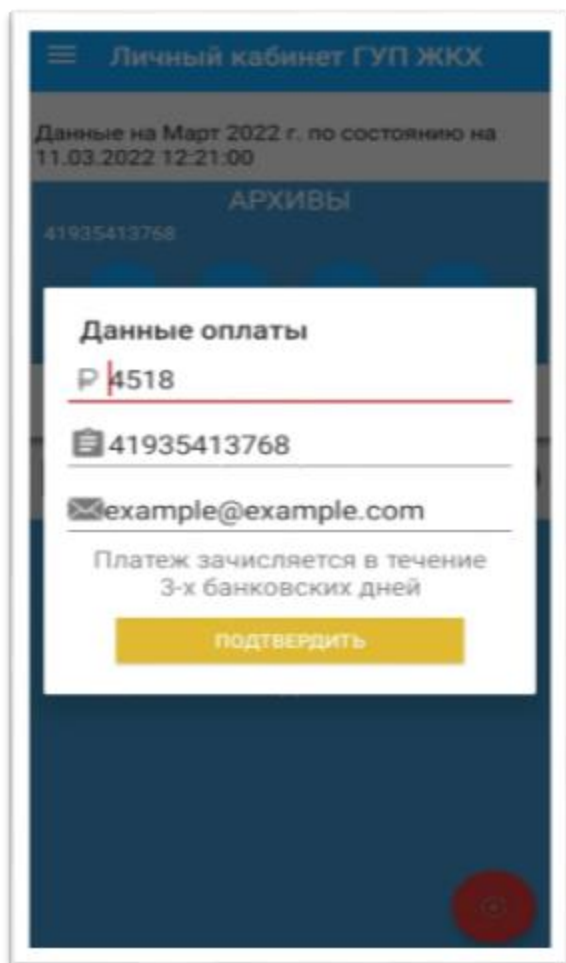 Личный кабинет ГУП ЖКХ
Данные на Март 2022 г. по состоянию на
11.03.2022 12:21:00
АРХИВЫ
41935413768
Данные оплаты
₽ 4518
41935413768
example@example.com
Платеж зачисляется в течение
3-х банковских дней
ПОДТВЕРДИТЬ